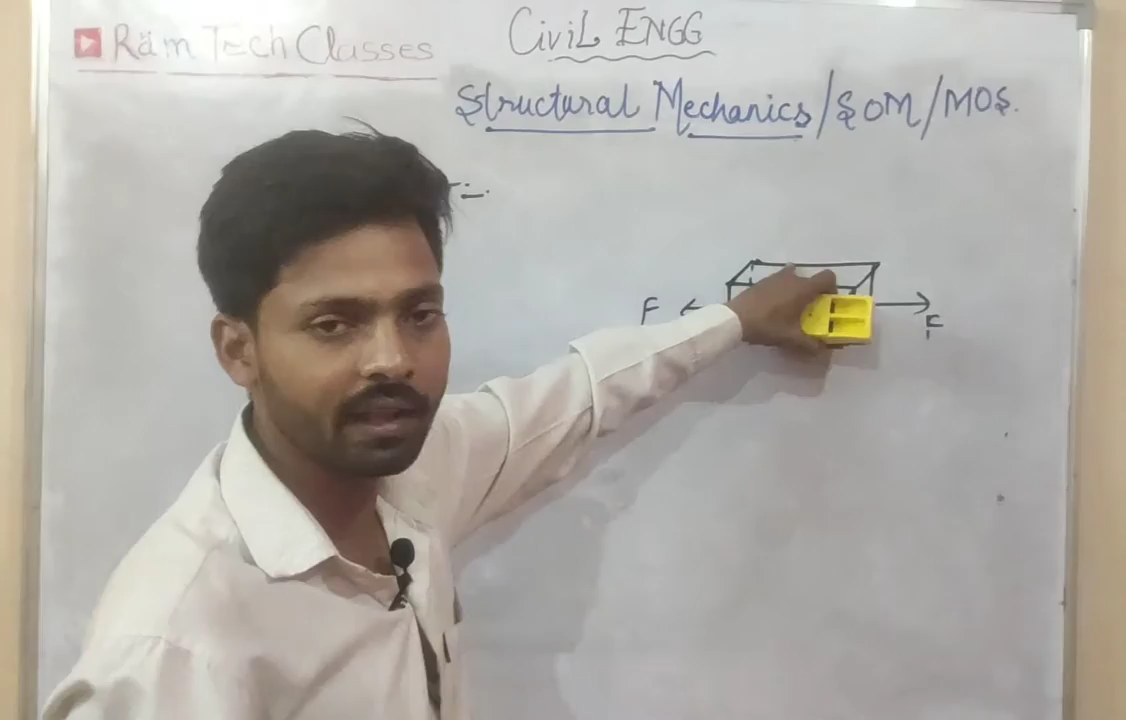 Ram Tech Classes
Civil ENGG
Structural Mechanics/SOM/MOS.
F
F